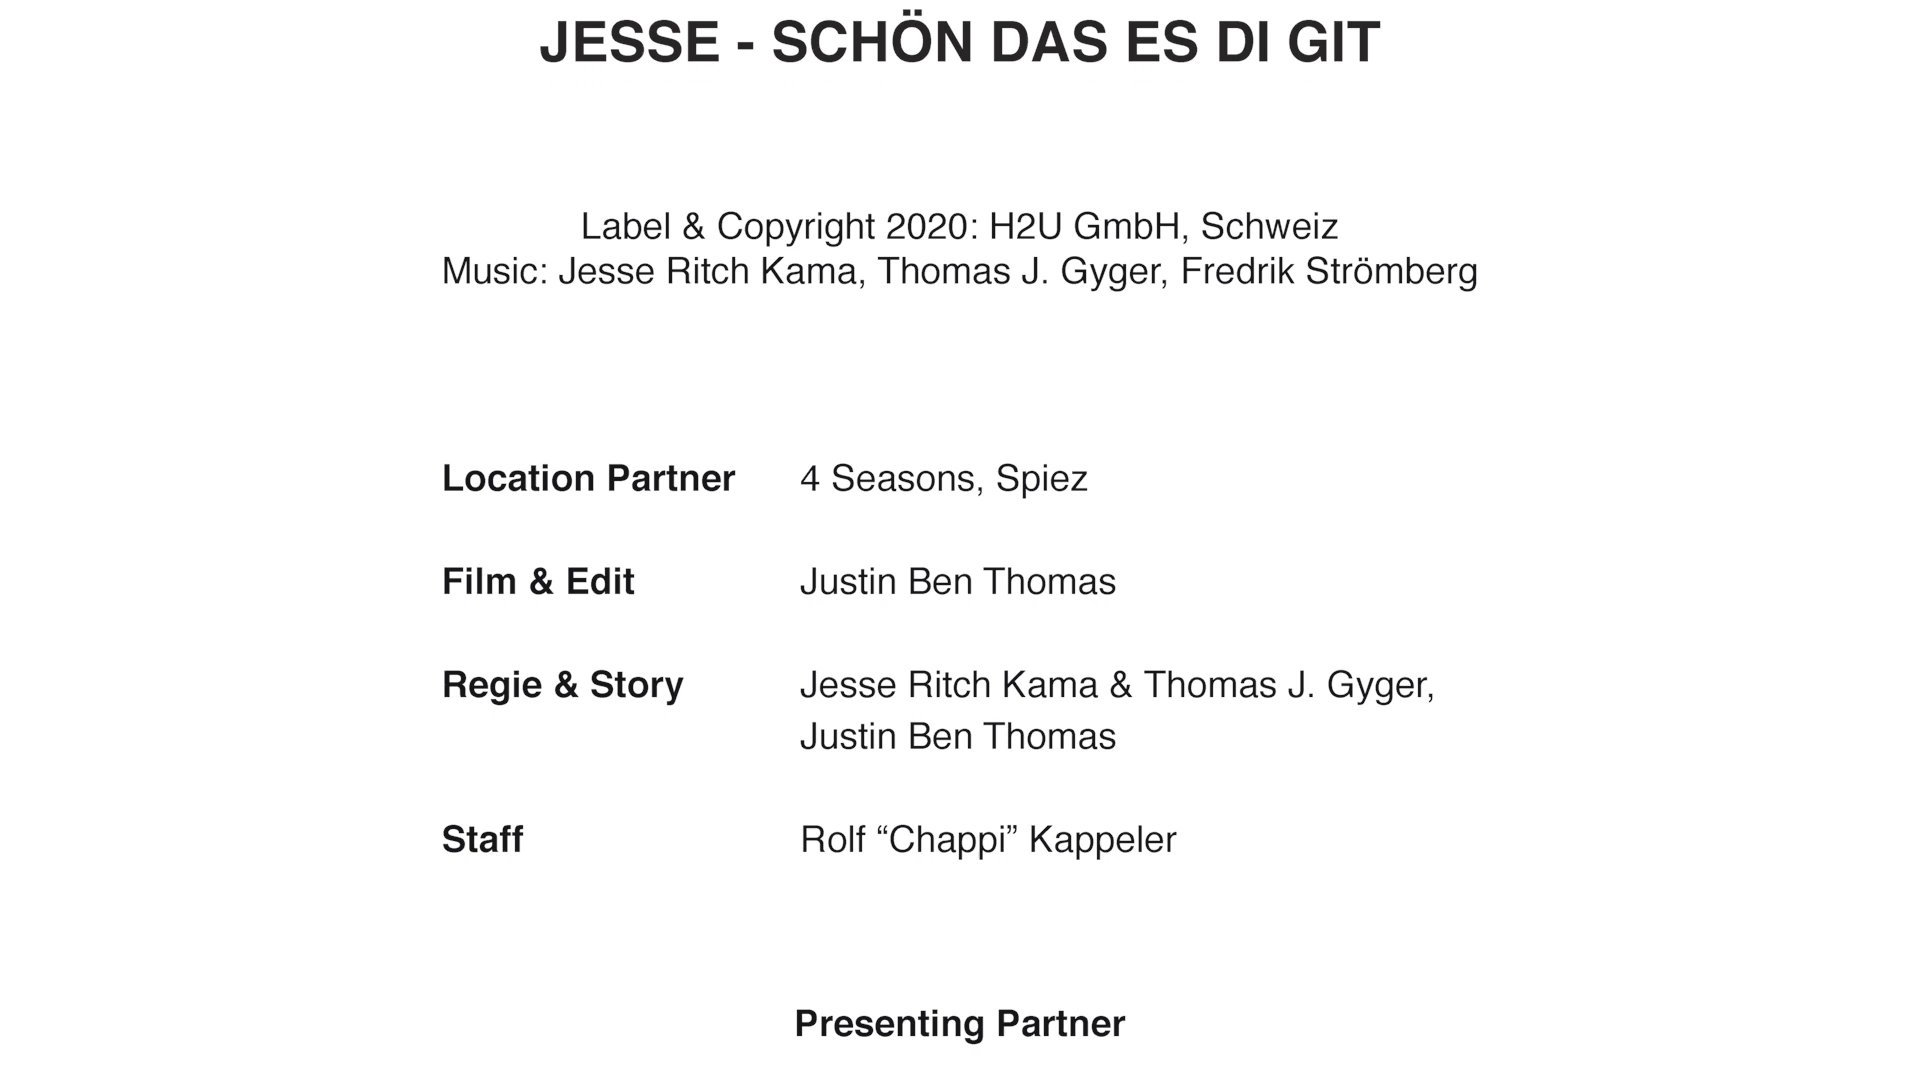 JESSE - SCHÖN DAS ES DI GIT
Label & Copyright 2020: H2U GmbH, Schweiz
Music: Jesse Ritch Kama, Thomas J. Gyger, Fredrik Strömberg
Location Partner 4 Seasons, Spiez
Film & Edit Justin Ben Thomas
Regie & Story Jesse Ritch Kama & Thomas J. Gyger,
Justin Ben Thomas
Staff Rolf “Chappi” Kappeler
Presenting Partner